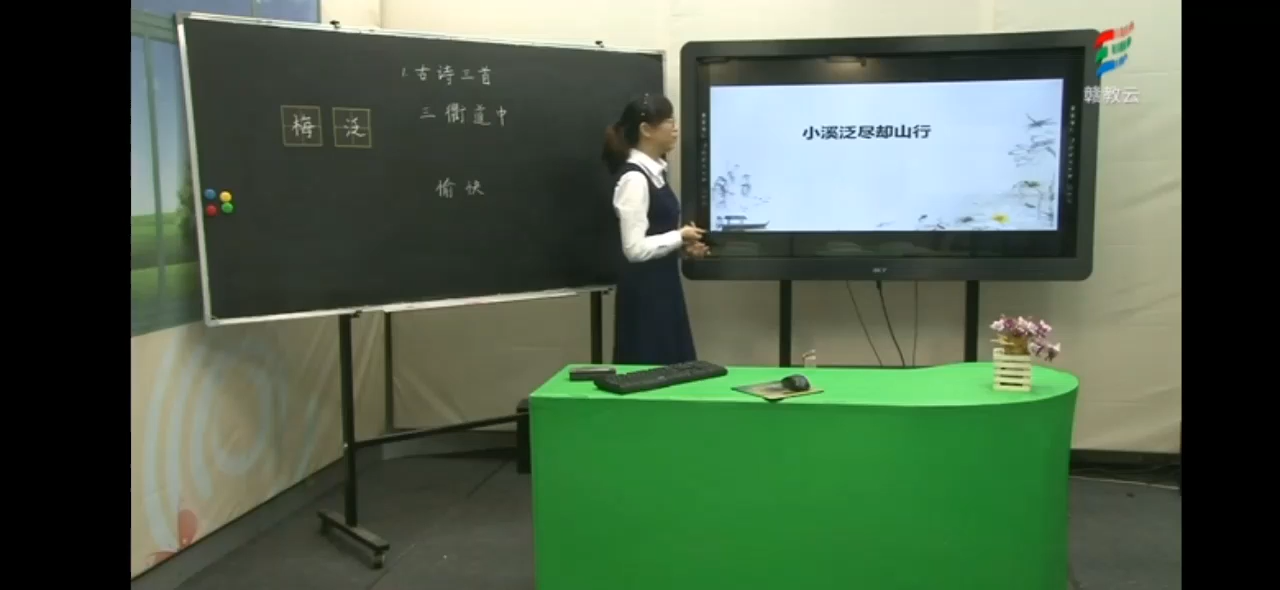 1.古诗三首
三衢道中
梅 泛
愉快
小溪泛尽却山行
赣教云